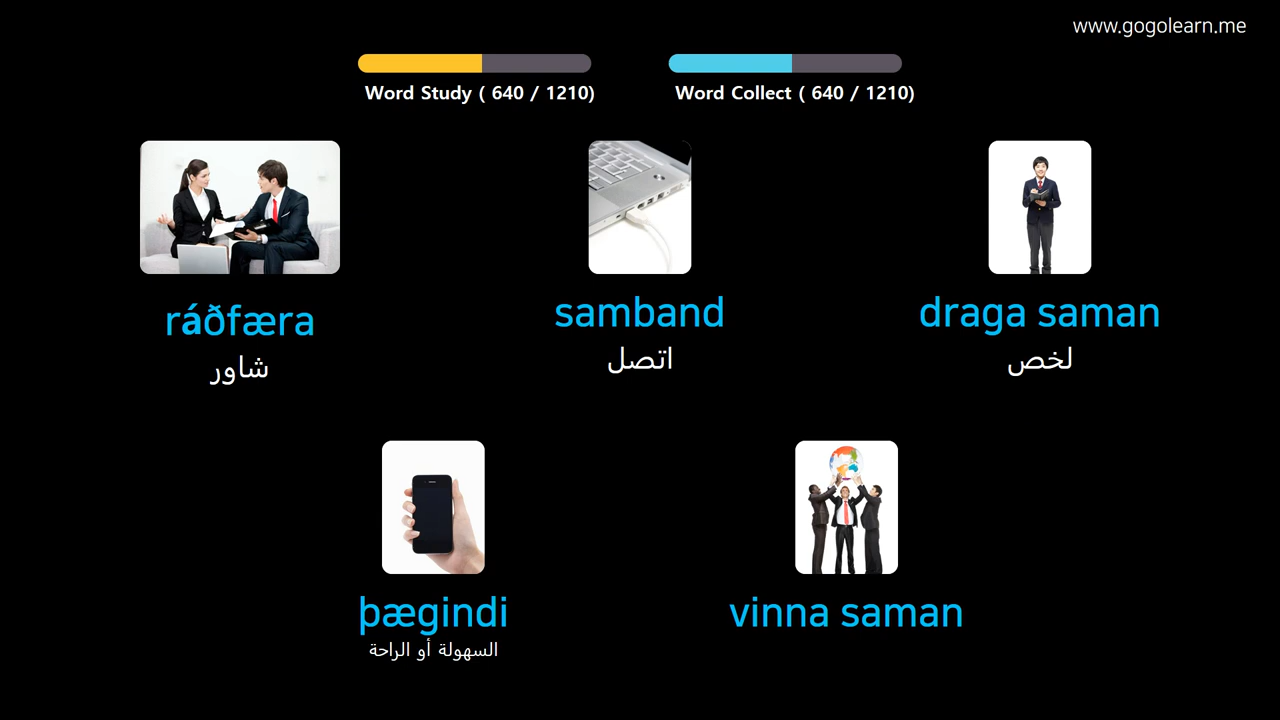 www.gogolearn.me
Word Study ( 640 / 1210)
Word Collect ( 640 / 1210)
ráðfæra
شاور
samband
اتصل
draga saman
لخص
þægindi
السهولة أو الراحة
vinna saman